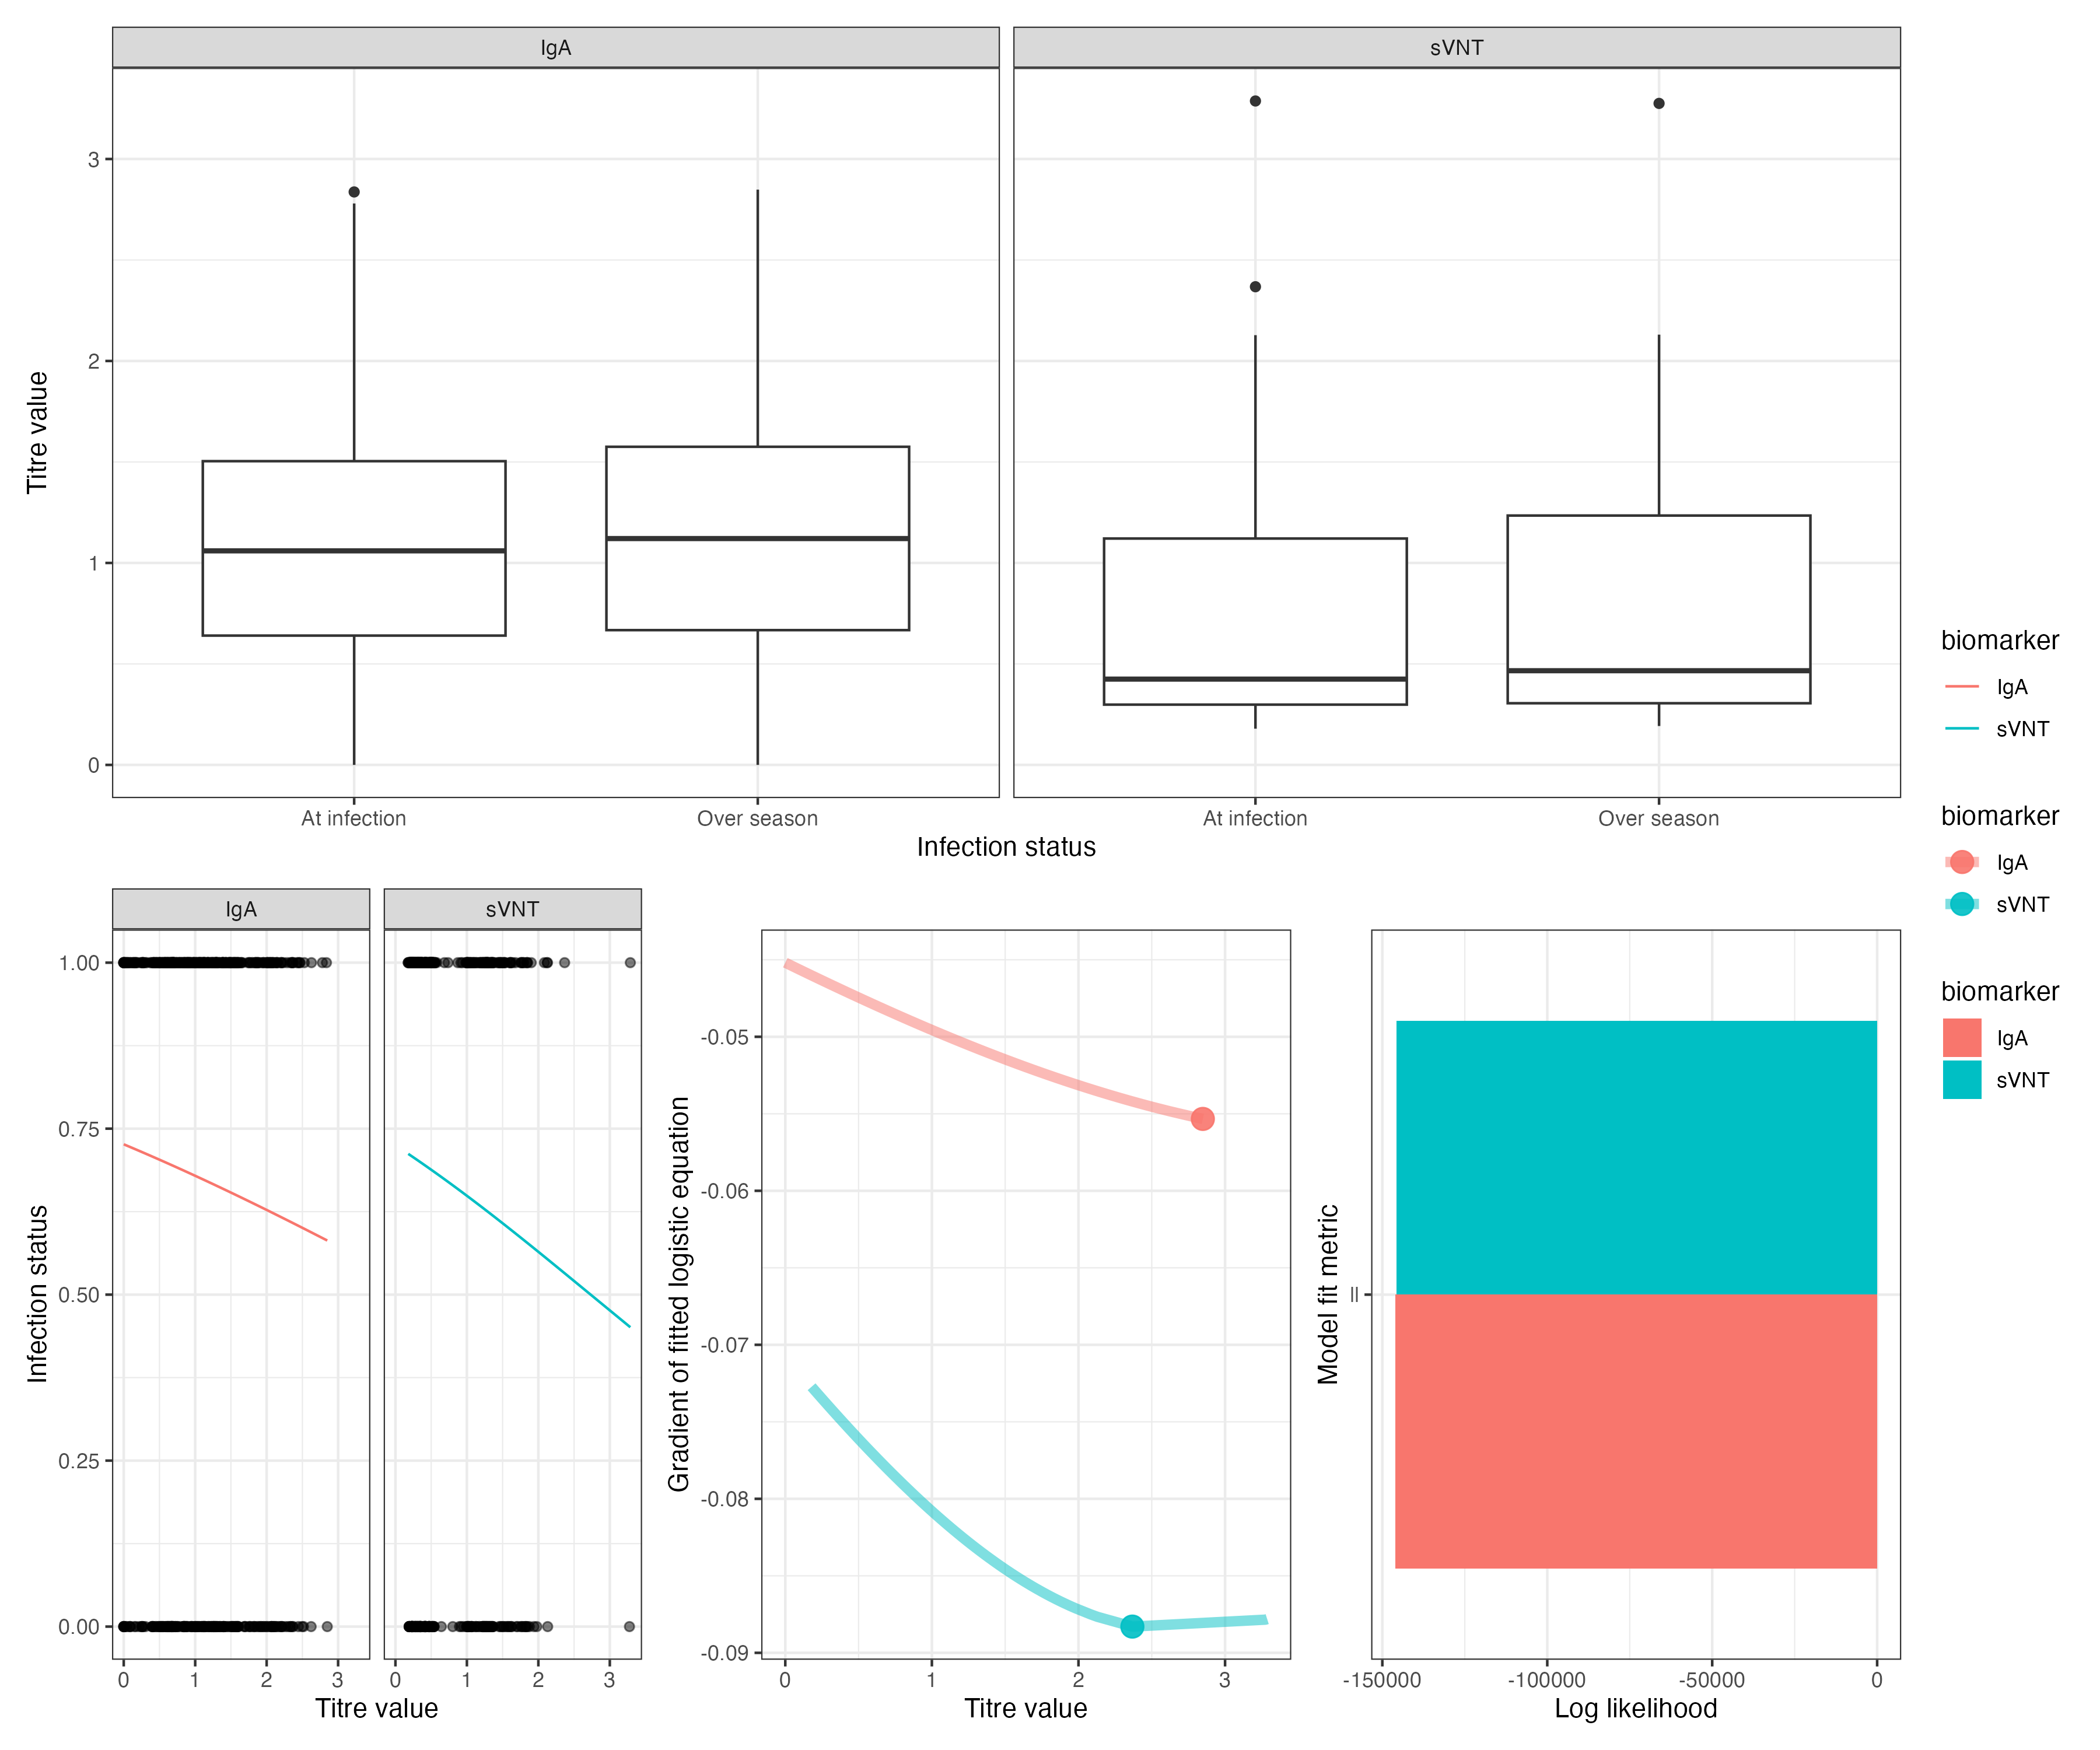 IgA
sVNT
Titre value
3
2
1
0
At infection
Over season
At infection
Over season
Infection status
biomarker
IgA
sVNT
biomarker
IgA
sVNT
biomarker
IgA
sVNT
IgA
sVNT
Infection status
1.00
0.75
0.50
0.25
0.00
0 1 2 3
0 1 2 3
Titre value
Gradient of fitted logistic equation
-0.05
-0.06
-0.07
-0.08
-0.09
0 1 2 3
Titre value
Model fit metric
ll
-150000 -100000 -50000 0
Log likelihood